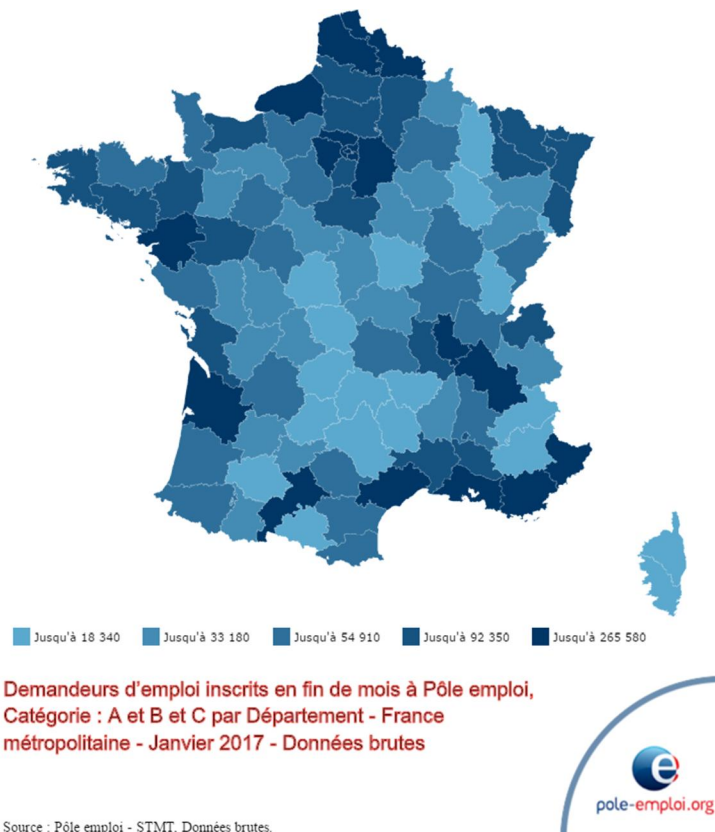 Jusqu'à 18 340 Jusqu'à 33 180 Jusqu'à 54 910 Jusqu'à 92 350 Jusqu'à 265 580
Demandeurs d'emploi inscrits en fin de mois à Pôle emploi,
Catégorie : A et B et C par Département - France
métropolitaine - Janvier 2017 - Données brutes
e
pole-emploi.org
Source : Pôle emploi - STMT. Données brutes.